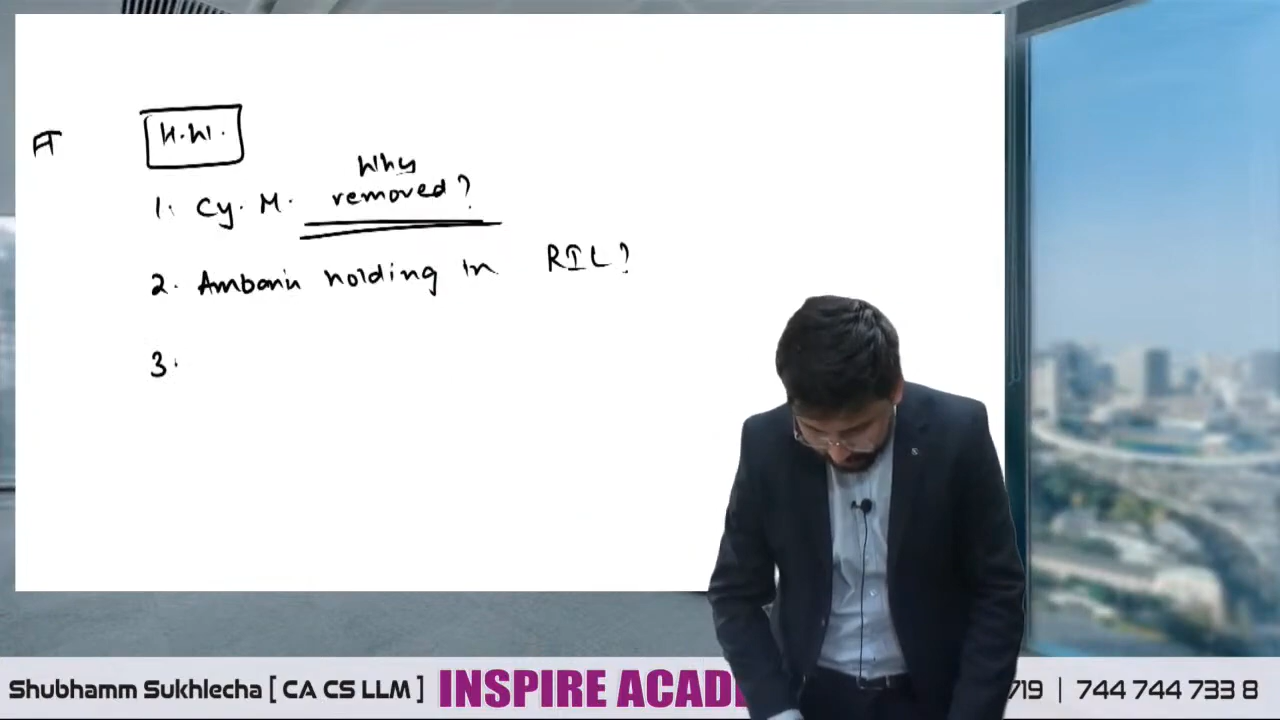 H.W.
Why
1. Cy. M. removed?
2. Ambani holding in RIL?
3.
Shubhamm Sukhlecha [ CA CS LLM ] INSPIRE ACAD 719 | 744 744 733 8